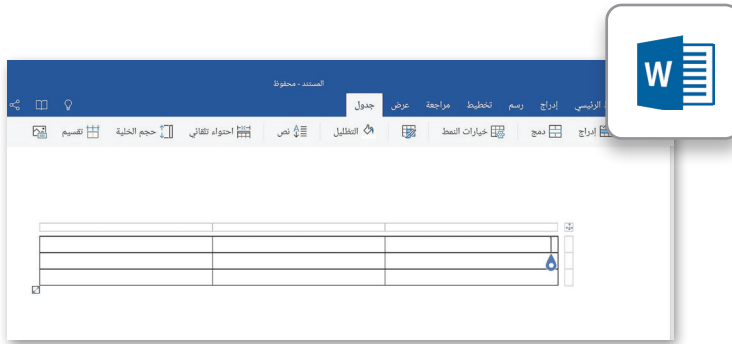 W
المستند - محفوظ
الرئيسي إدراج رسم تخطيط مراجعة عرض جدول
إدراج دمج خيارات النمط التظليل نص احتواء تلقائي حجم الخلية تقسيم